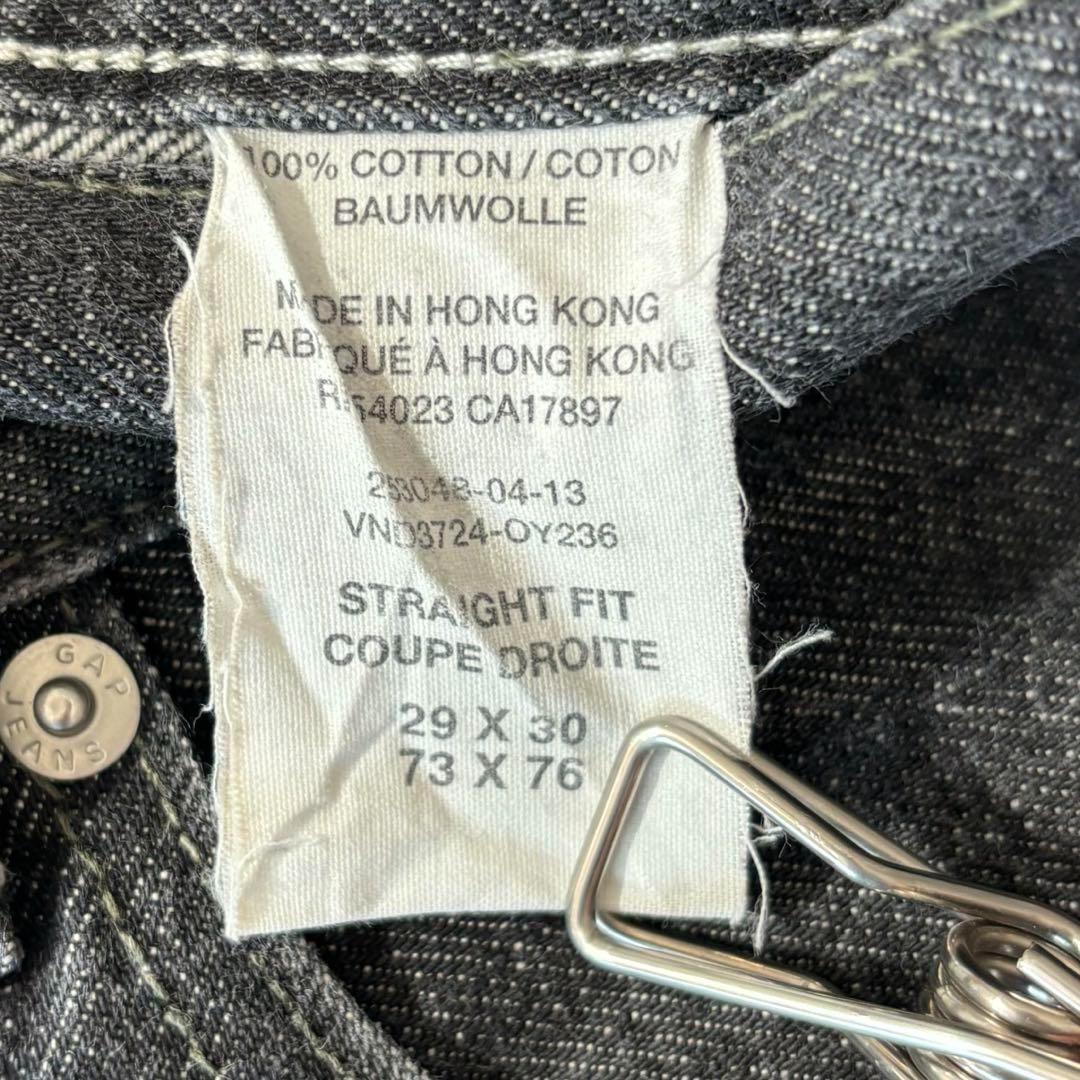 100% COTTON / COTON
BAUMWOLLE
MADE IN HONG KONG
FABRIQUÉ À HONG KONG
CA17897
VND3724-OY236
STRAIGHT FIT
COUPE DROITE
29 X 30
73 X 76
GAP
JEANS